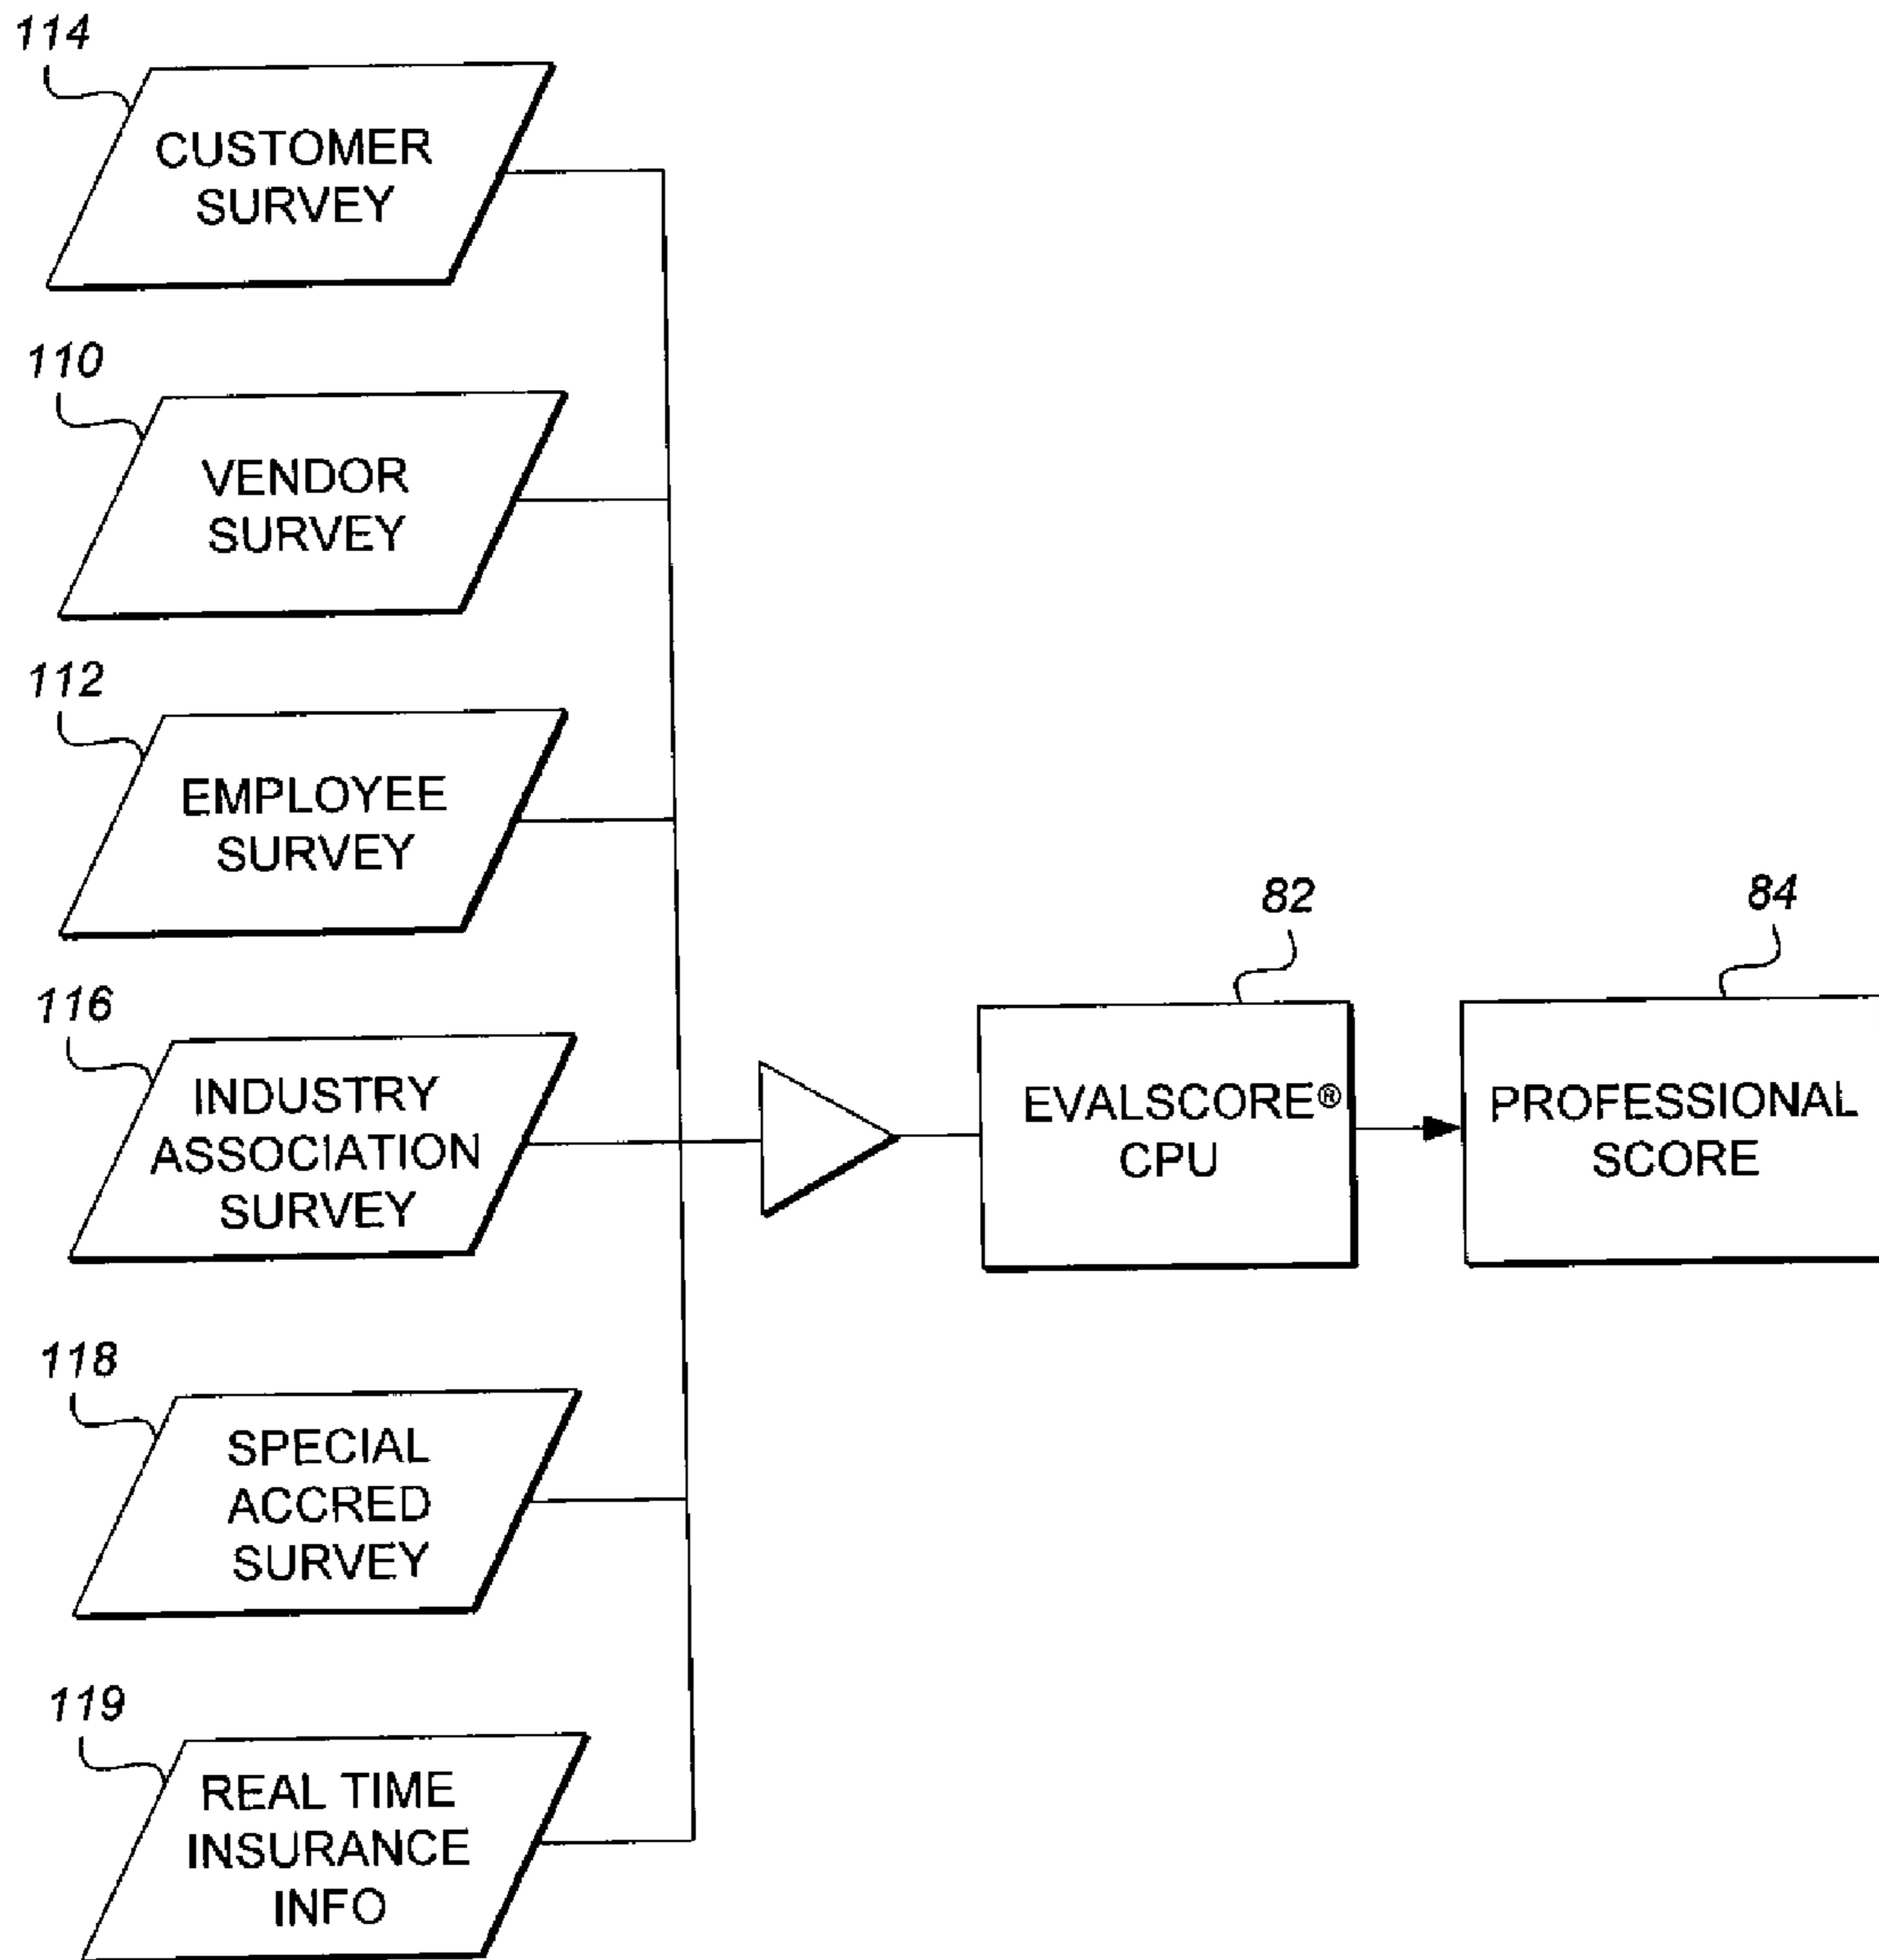 114
CUSTOMER
SURVEY
110
VENDOR
SURVEY
112
EMPLOYEE
SURVEY
116
INDUSTRY
ASSOCIATION
SURVEY
118
SPECIAL
ACCRED
SURVEY
119
REAL TIME
INSURANCE
INFO
82
EVALSCORE®
CPU
84
PROFESSIONAL
SCORE